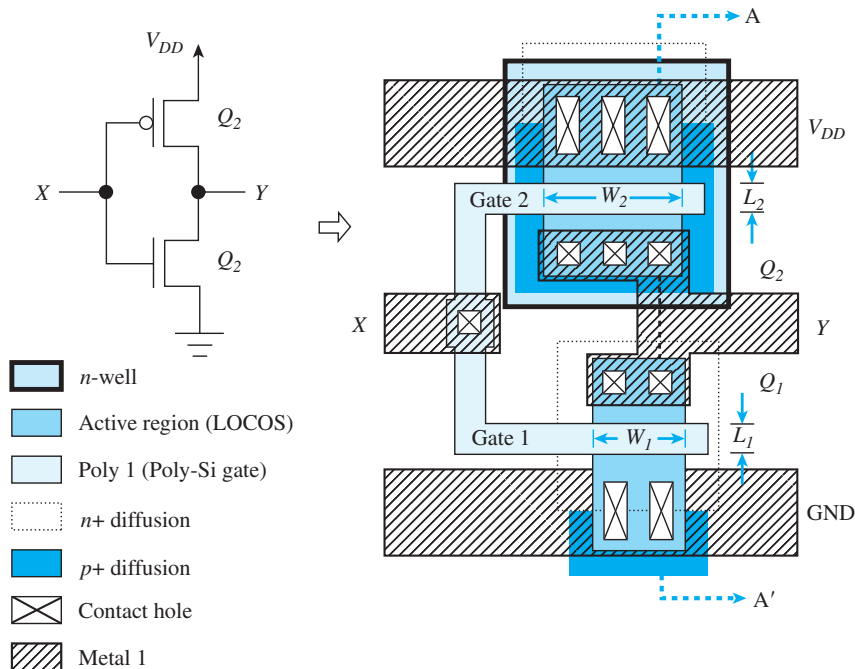 V_DD
Q_2
X
Y
Q_2
n-well
Active region (LOCOS)
Poly 1 (Poly-Si gate)
n+ diffusion
p+ diffusion
Contact hole
Metal 1
A
V_DD
Gate 2
W_2
L_2
Q_2
X
Y
Q_1
Gate 1
W_1
L_1
GND
A′